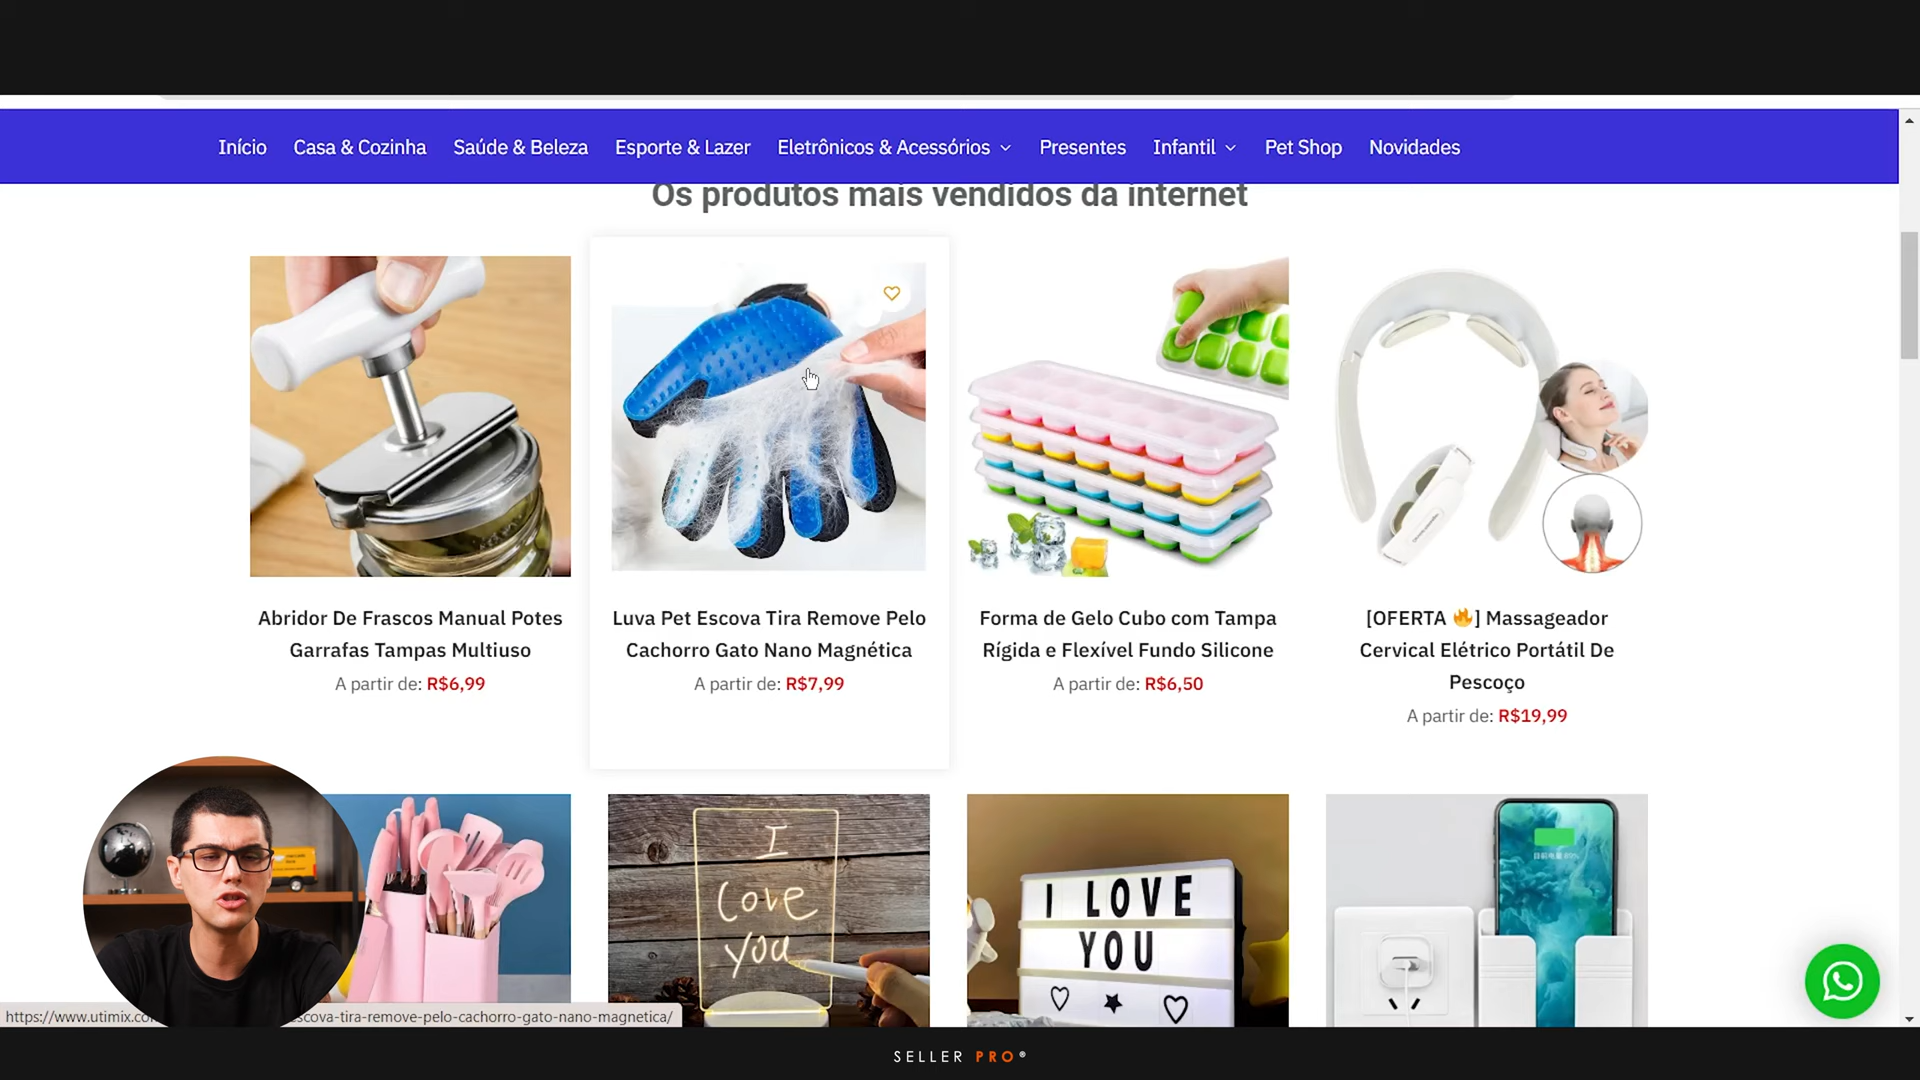 Início Casa & Cozinha Saúde & Beleza Esporte & Lazer Eletrônicos & Acessórios Presentes Infantil Pet Shop Novidades
Os produtos mais vendidos da internet
Abridor De Frascos Manual Potes
Garrafas Tampas Multiuso
A partir de: R$6,99
Luva Pet Escova Tira Remove Pelo
Cachorro Gato Nano Magnética
A partir de: R$7,99
Forma de Gelo Cubo com Tampa
Rígida e Flexível Fundo Silicone
A partir de: R$6,50
[OFERTA 🔥] Massageador
Cervical Elétrico Portátil De
Pescoço
A partir de: R$19,99
I
Love
You
I LOVE
YOU
https://www.utimix.co
scova-tira-remove-pelo-cachorro-gato-nano-magnetica/
SELLER PRO®